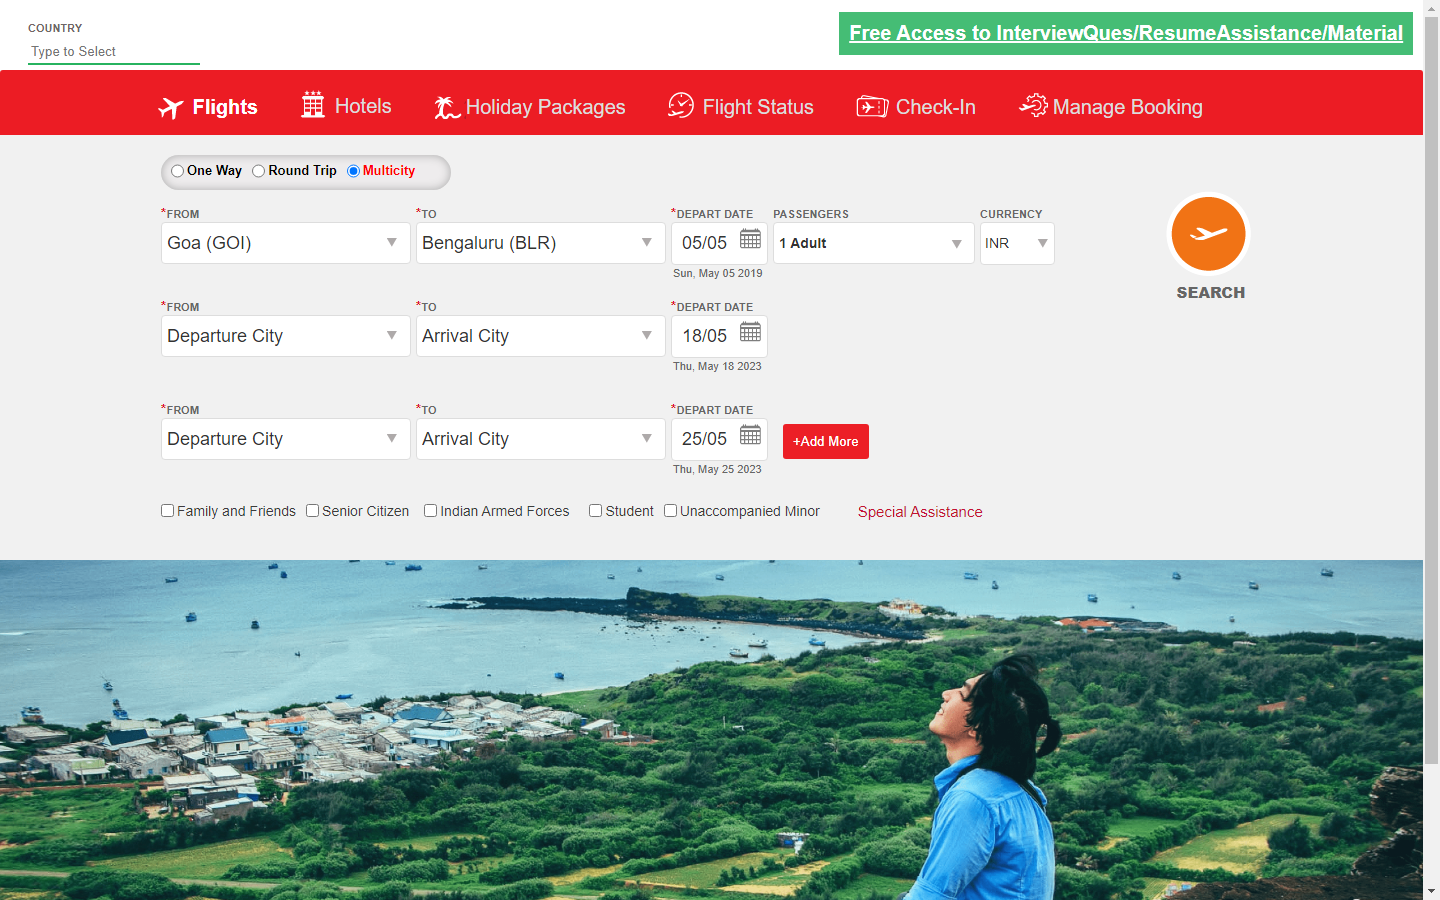 COUNTRY
Type to Select
Free Access to InterviewQues/ResumeAssistance/Material
Flights
Hotels
Holiday Packages
Flight Status
Check-In
Manage Booking
One Way
Round Trip
Multicity
*FROM
*TO
*DEPART DATE
PASSENGERS
CURRENCY
Goa (GOI)
Bengaluru (BLR)
05/05
1 Adult
INR
Sun, May 05 2019
SEARCH
*FROM
*TO
*DEPART DATE
Departure City
Arrival City
18/05
Thu, May 18 2023
*FROM
*TO
*DEPART DATE
Departure City
Arrival City
25/05
+Add More
Thu, May 25 2023
Family and Friends
Senior Citizen
Indian Armed Forces
Student
Unaccompanied Minor
Special Assistance